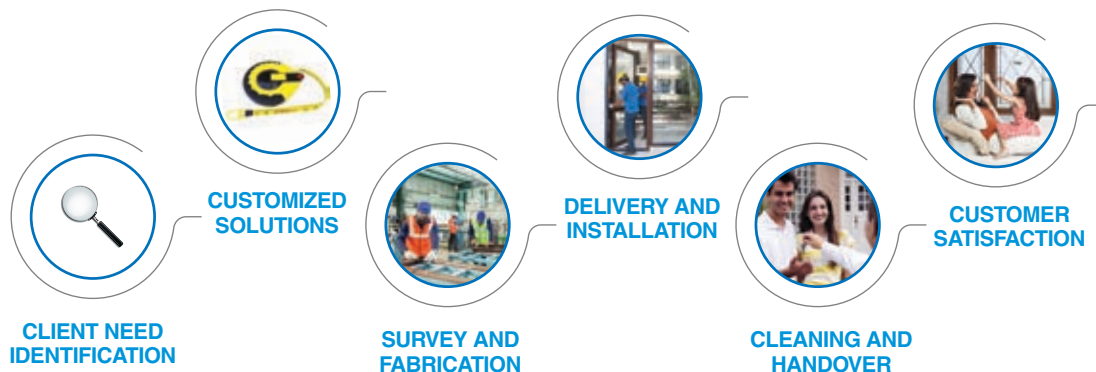 CLIENT NEED
IDENTIFICATION
CUSTOMIZED
SOLUTIONS
SURVEY AND
FABRICATION
DELIVERY AND
INSTALLATION
CLEANING AND
HANDOVER
CUSTOMER
SATISFACTION